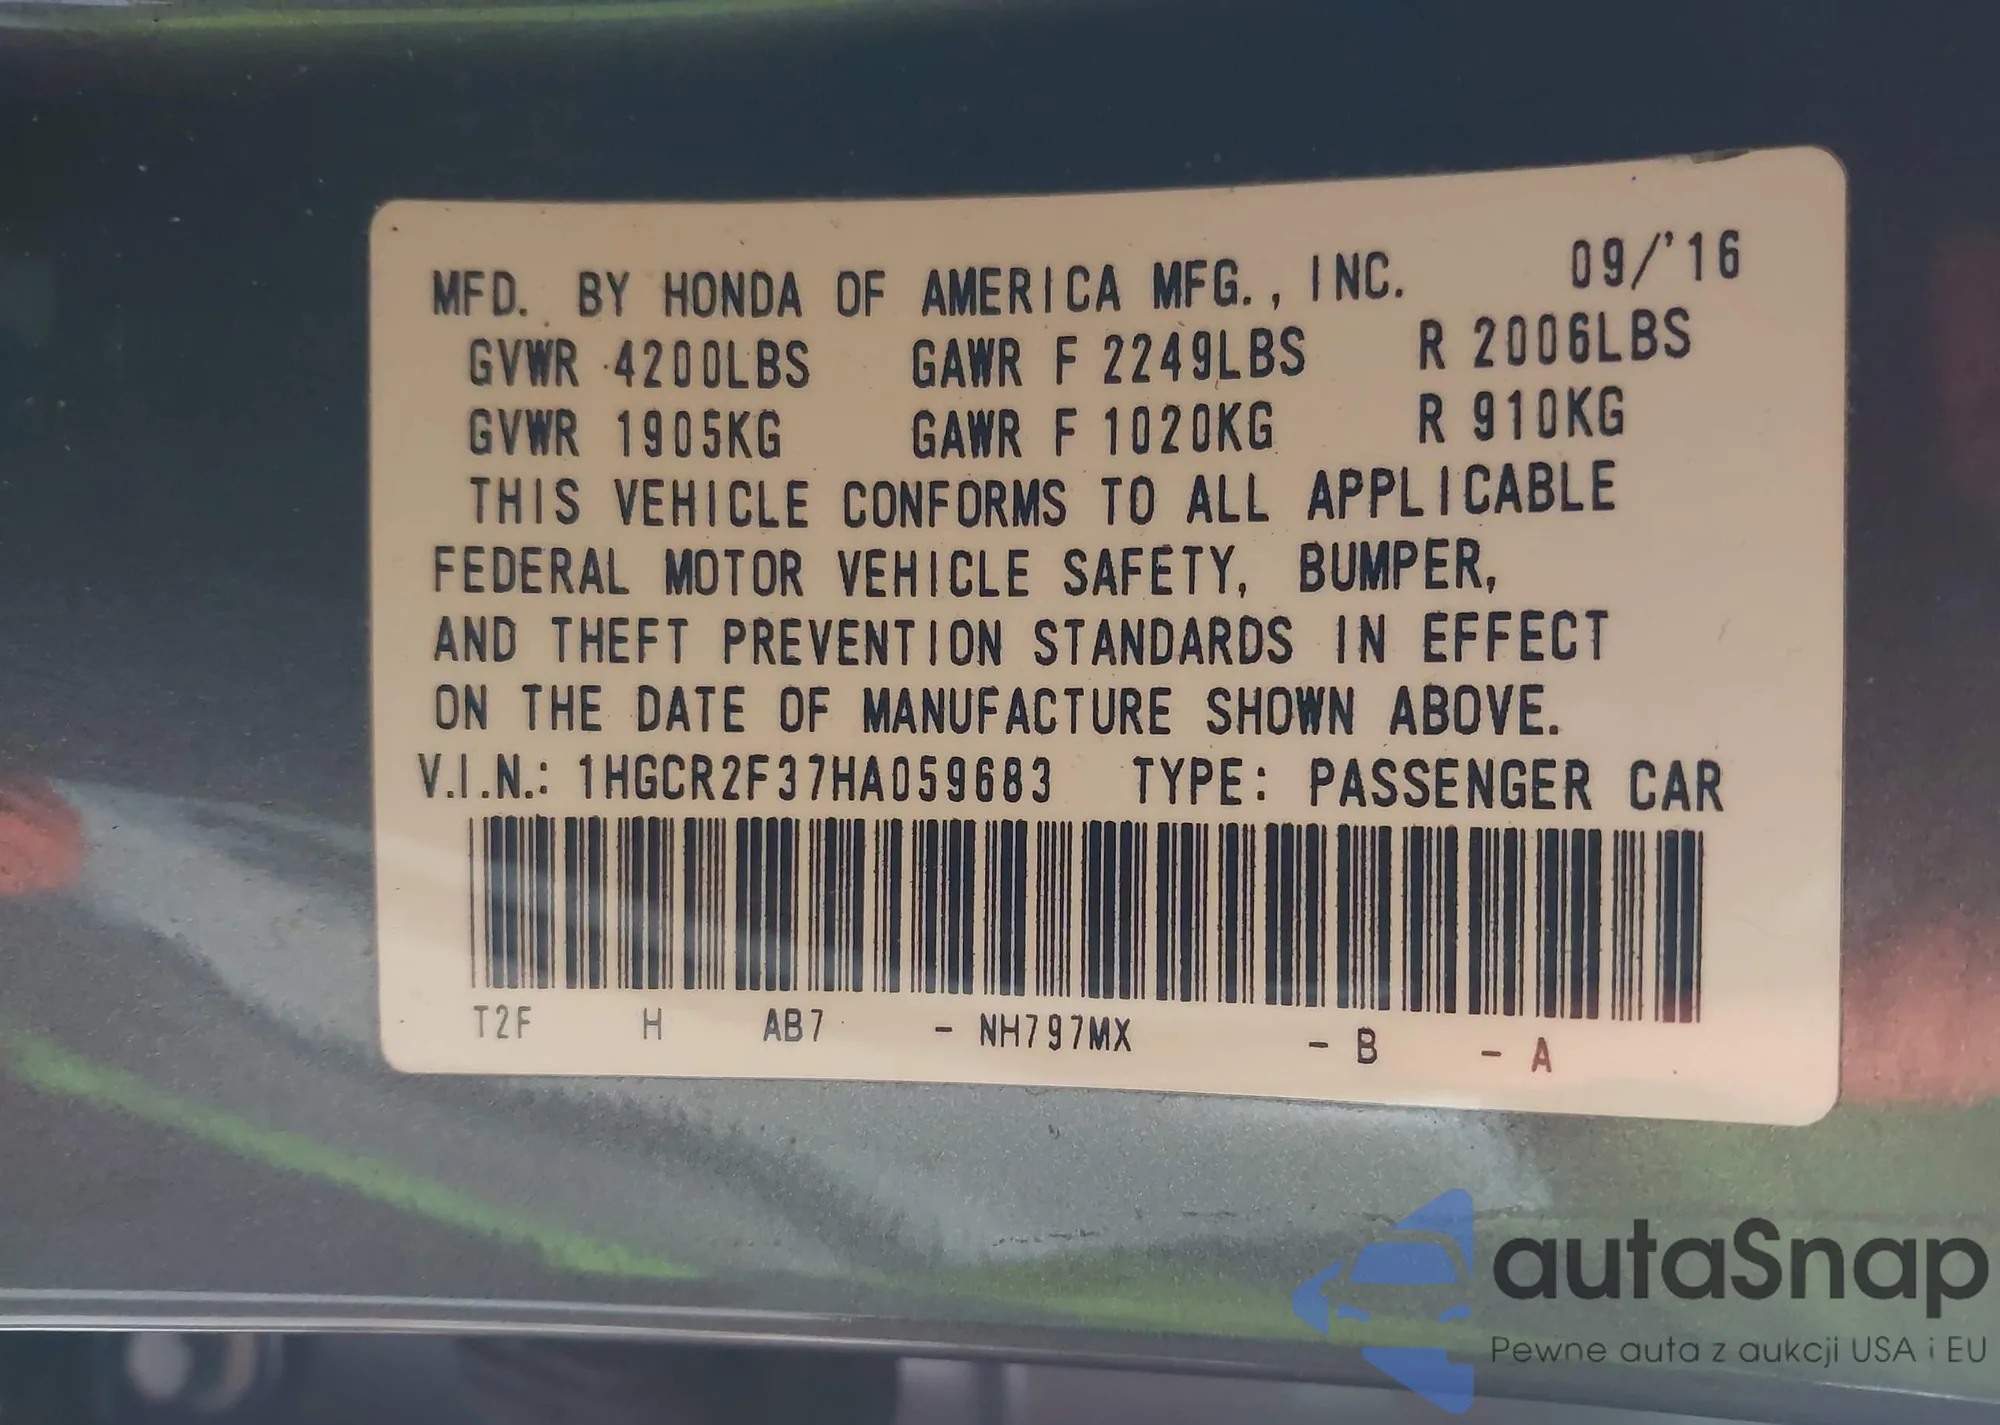 MFD. BY HONDA OF AMERICA MFG., INC. 09/'16
GVWR 4200LBS GAWR F 2249LBS R 2006LBS
GVWR 1905KG GAWR F 1020KG R 910KG
THIS VEHICLE CONFORMS TO ALL APPLICABLE
FEDERAL MOTOR VEHICLE SAFETY, BUMPER,
AND THEFT PREVENTION STANDARDS IN EFFECT
ON THE DATE OF MANUFACTURE SHOWN ABOVE.
V.I.N.: 1HGCR2F37HA059683 TYPE: PASSENGER CAR
T2F H AB7 - NH797MX - B - A
autaSnap
Pewne auta z aukcji USA i EU